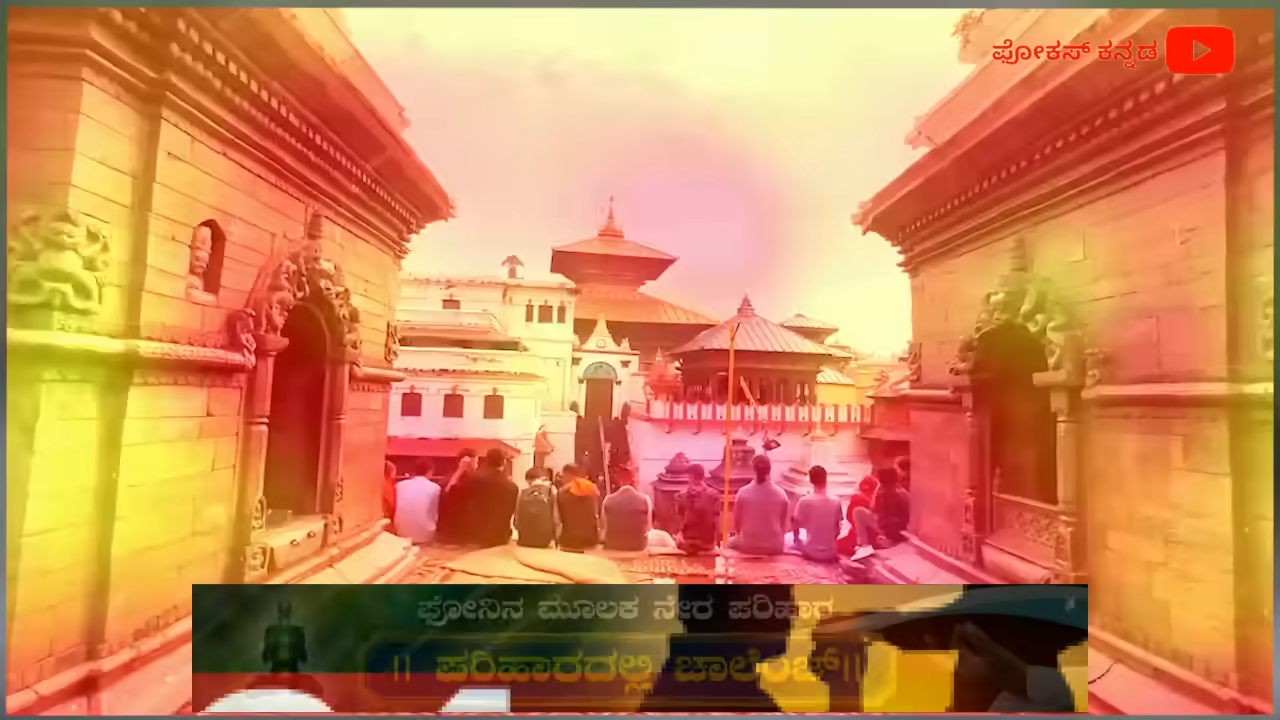 ಫೋಕಸ್ ಕನ್ನಡ
ಫೋನಿನ ಮೂಲಕ ನೇರ ಪರಿಹಾರ
॥ ಪರಿಹಾರದಲ್ಲಿ ಚಾಲೆಂಜ್॥